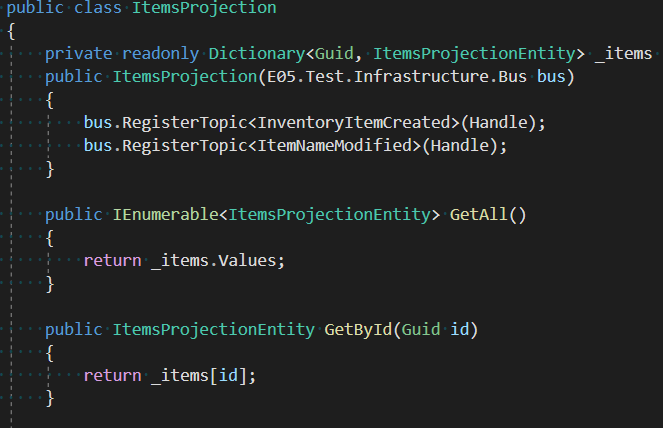 public class ItemsProjection
{
    private readonly Dictionary<Guid, ItemsProjectionEntity> _items
    public ItemsProjection(E05.Test.Infrastructure.Bus bus)
    {
        bus.RegisterTopic<InventoryItemCreated>(Handle);
        bus.RegisterTopic<ItemNameModified>(Handle);
    }
    public IEnumerable<ItemsProjectionEntity> GetAll()
    {
        return _items.Values;
    }
    public ItemsProjectionEntity GetById(Guid id)
    {
        return _items[id];
    }